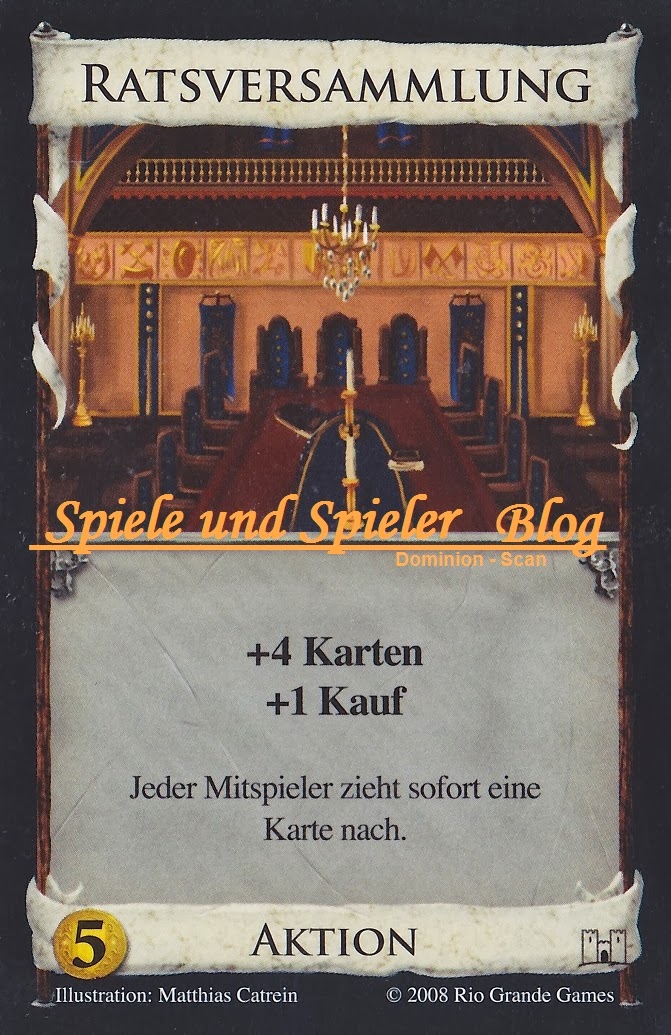 RATSVERSAMMLUNG
Spiele und Spieler Blog
Dominion - Scan
+4 Karten
+1 Kauf
Jeder Mitspieler zieht sofort eine
Karte nach.
5 AKTION
Illustration: Matthias Catrein © 2008 Rio Grande Games